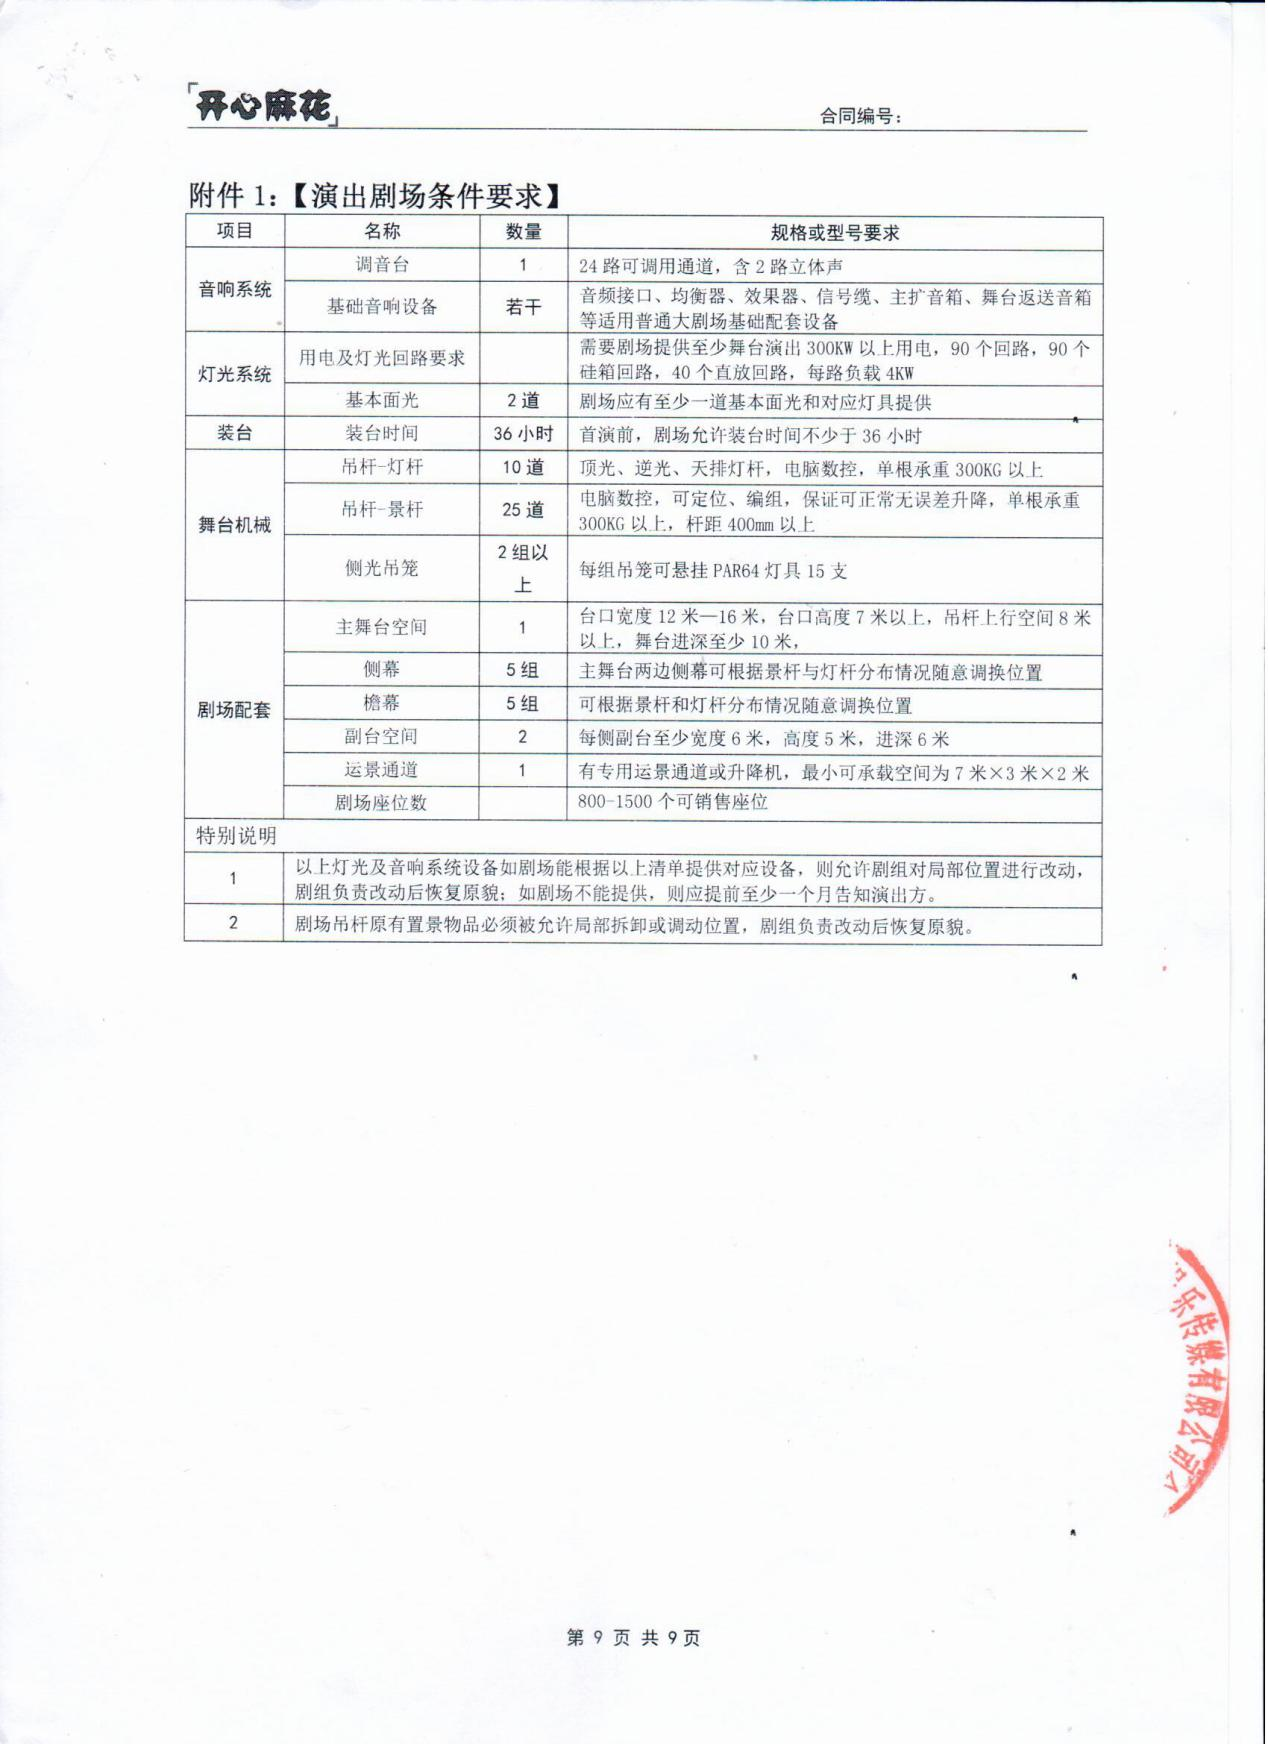 「开心麻花」
合同编号：
附件 1：【演出剧场条件要求】
项目 名称 数量 规格或型号要求
音响系统 调音台 1 24 路可调用通道，含 2 路立体声
基础音响设备 若干 音频接口、均衡器、效果器、信号缆、主扩音箱、舞台返送音箱
等适用普通大剧场基础配套设备
灯光系统 用电及灯光回路要求 需要剧场提供至少舞台演出 300KW 以上用电，90 个回路，90 个
硅箱回路，40 个直放回路，每路负载 4KW
基本面光 2 道 剧场应有至少一道基本面光和对应灯具提供
装台 装台时间 36 小时 首演前，剧场允许装台时间不少于 36 小时
舞台机械 吊杆-灯杆 10 道 顶光、逆光、天排灯杆，电脑数控，单根承重 300KG 以上
吊杆-景杆 25 道 电脑数控，可定位、编组，保证可正常无误差升降，单根承重
300KG 以上，杆距 400mm 以上
侧光吊笼 2 组以
上 每组吊笼可悬挂 PAR64 灯具 15 支
剧场配套 主舞台空间 1 台口宽度 12 米—16 米，台口高度 7 米以上，吊杆上行空间 8 米
以上，舞台进深至少 10 米，
侧幕 5 组 主舞台两边侧幕可根据景杆与灯杆分布情况随意调换位置
檐幕 5 组 可根据景杆和灯杆分布情况随意调换位置
副台空间 2 每侧副台至少宽度 6 米，高度 5 米，进深 6 米
运景通道 1 有专用运景通道或升降机，最小可承载空间为 7 米×3 米×2 米
剧场座位数 800-1500 个可销售座位
特别说明
1 以上灯光及音响系统设备如剧场能根据以上清单提供对应设备，则允许剧组对局部位置进行改动，
剧组负责改动后恢复原貌；如剧场不能提供，则应提前至少一个月告知演出方。
2 剧场吊杆原有置景物品必须被允许局部拆卸或调动位置，剧组负责改动后恢复原貌。
乐传媒有限公司
第 9 页 共 9 页